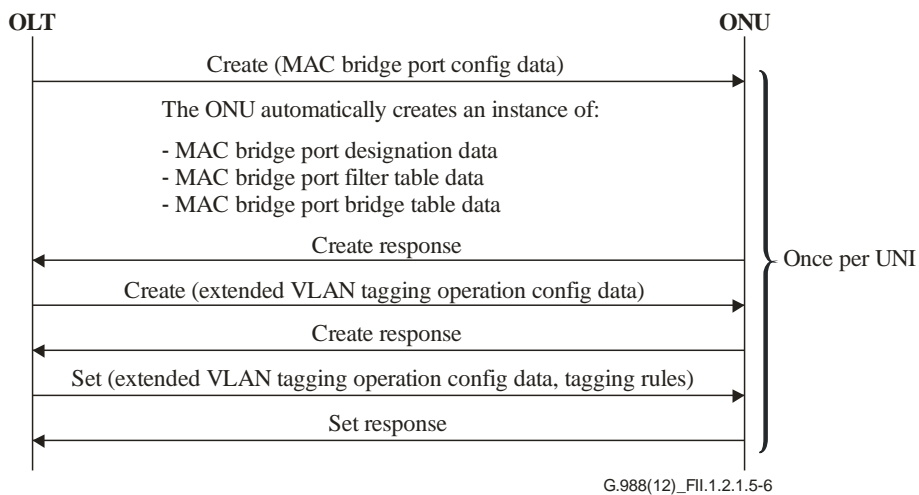 OLT ONU
Create (MAC bridge port config data)
The ONU automatically creates an instance of:
- MAC bridge port designation data
- MAC bridge port filter table data
- MAC bridge port bridge table data
Create response
Once per UNI
Create (extended VLAN tagging operation config data)
Create response
Set (extended VLAN tagging operation config data, tagging rules)
Set response
G.988(12)_FII.1.2.1.5-6